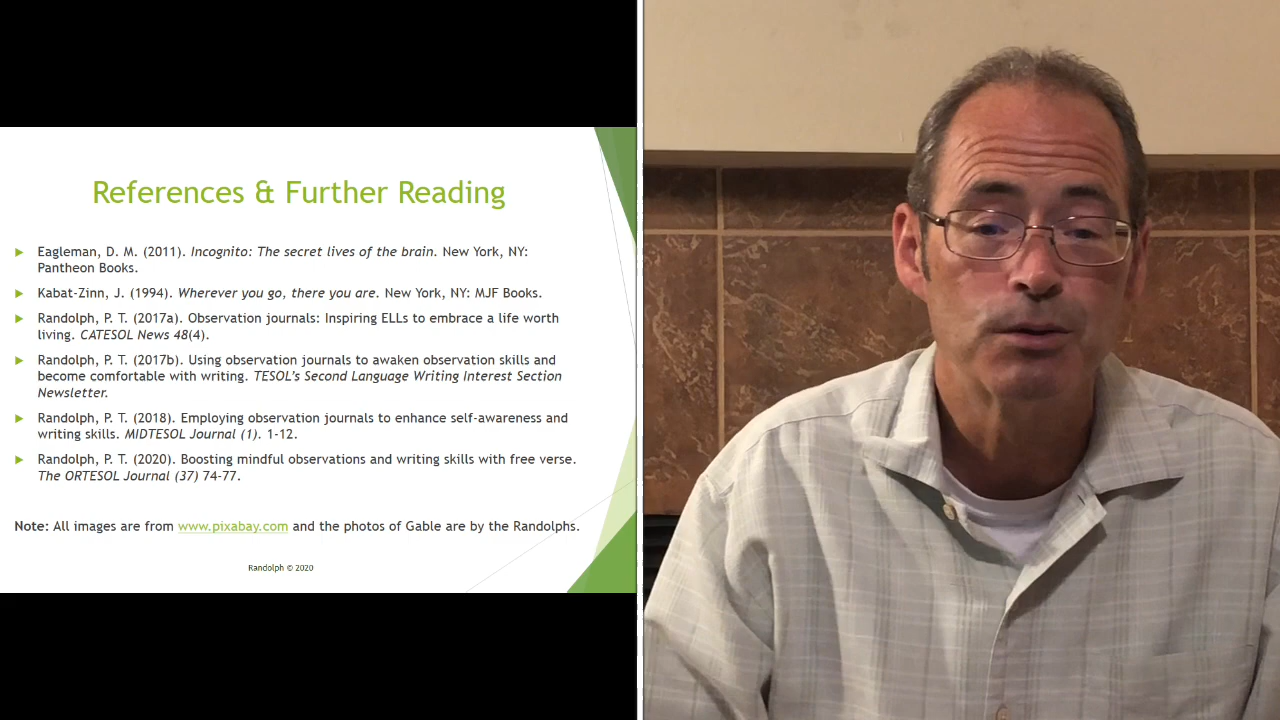 References & Further Reading
Eagleman, D. M. (2011). Incognito: The secret lives of the brain. New York, NY:
Pantheon Books.
Kabat-Zinn, J. (1994). Wherever you go, there you are. New York, NY: MJF Books.
Randolph, P. T. (2017a). Observation journals: Inspiring ELLs to embrace a life worth
living. CATESOL News 48(4).
Randolph, P. T. (2017b). Using observation journals to awaken observation skills and
become comfortable with writing. TESOL's Second Language Writing Interest Section
Newsletter.
Randolph, P. T. (2018). Employing observation journals to enhance self-awareness and
writing skills. MIDTESOL Journal (1). 1-12.
Randolph, P. T. (2020). Boosting mindful observations and writing skills with free verse.
The ORTESOL Journal (37) 74-77.
Note: All images are from www.pixabay.com and the photos of Gable are by the Randolphs.
Randolph © 2020